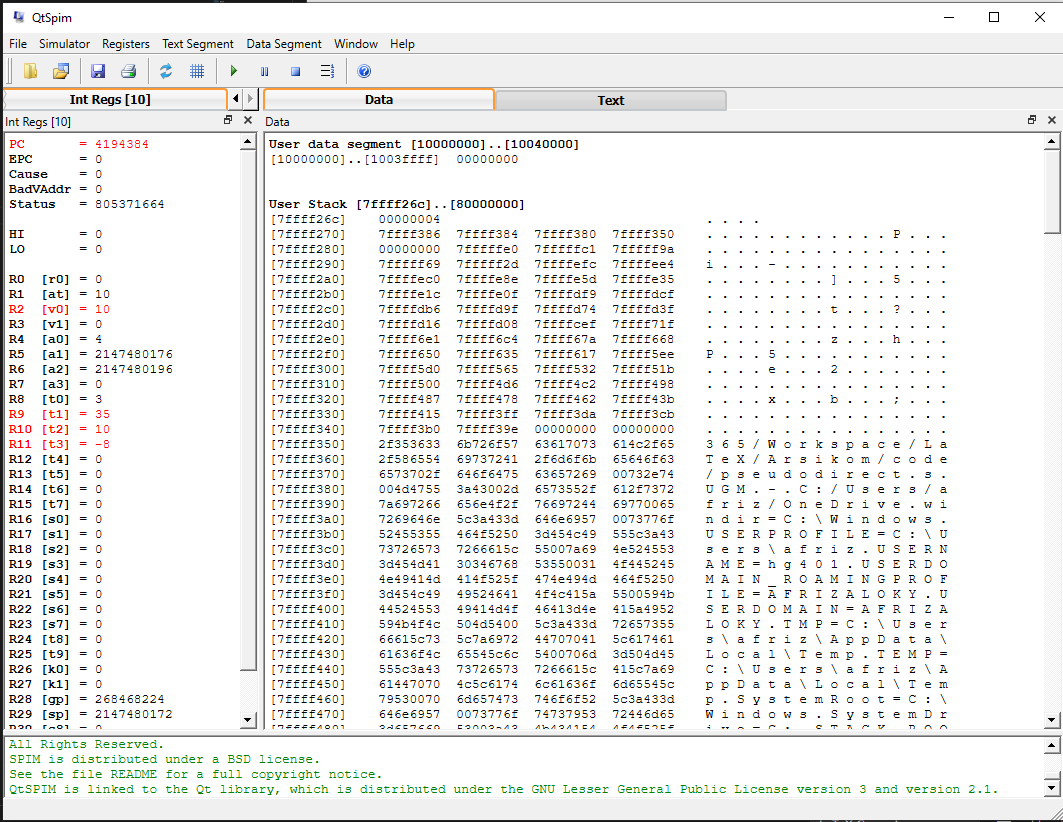 QtSpim
File Simulator Registers Text Segment Data Segment Window Help
Int Regs [10] Data Text
Int Regs [10]
PC = 4194384
EPC = 0
Cause = 0
BadVAddr = 0
Status = 805371664
HI = 0
LO = 0
R0 [r0] = 0
R1 [at] = 10
R2 [v0] = 10
R3 [v1] = 0
R4 [a0] = 4
R5 [a1] = 2147480176
R6 [a2] = 2147480196
R7 [a3] = 0
R8 [t0] = 3
R9 [t1] = 35
R10 [t2] = 10
R11 [t3] = -8
R12 [t4] = 0
R13 [t5] = 0
R14 [t6] = 0
R15 [t7] = 0
R16 [s0] = 0
R17 [s1] = 0
R18 [s2] = 0
R19 [s3] = 0
R20 [s4] = 0
R21 [s5] = 0
R22 [s6] = 0
R23 [s7] = 0
R24 [t8] = 0
R25 [t9] = 0
R26 [k0] = 0
R27 [k1] = 0
R28 [gp] = 268468224
R29 [sp] = 2147480172
Data
User data segment [10000000]..[10040000]
[10000000]..[1003ffff] 00000000
User Stack [7ffff26c]..[80000000]
[7ffff26c] 00000004 . . . .
[7ffff270] 7ffff386 7ffff384 7ffff380 7ffff350 . . . . . . . . . . . . P . . .
[7ffff280] 00000000 7fffffe0 7fffffc1 7fffff9a . . . . . . . . . . . . . . . .
[7ffff290] 7fffff69 7fffff2d 7ffffefc 7ffffee4 i . . . - . . . . . . . . . . .
[7ffff2a0] 7ffffec0 7ffffe8e 7ffffe5d 7ffffe35 . . . . . . . . ] . . . 5 . . .
[7ffff2b0] 7ffffe1c 7ffffe0f 7ffffdf9 7ffffdcf . . . . . . . . . . . . . . . .
[7ffff2c0] 7ffffdb6 7ffffd9f 7ffffd74 7ffffd3f . . . . . . . . t . . . ? . . .
[7ffff2d0] 7ffffd16 7ffffd08 7ffffcef 7ffff71f . . . . . . . . . . . . . . . .
[7ffff2e0] 7ffff6e1 7ffff6c4 7ffff67a 7ffff668 . . . . . . . . z . . . h . . .
[7ffff2f0] 7ffff650 7ffff635 7ffff617 7ffff5ee P . . . 5 . . . . . . . . . . .
[7ffff300] 7ffff5d0 7ffff565 7ffff532 7ffff51b . . . . e . . . 2 . . . . . . .
[7ffff310] 7ffff500 7ffff4d6 7ffff4c2 7ffff498 . . . . . . . . . . . . . . . .
[7ffff320] 7ffff487 7ffff478 7ffff462 7ffff43b . . . . x . . . b . . . ; . . .
[7ffff330] 7ffff415 7ffff3ff 7ffff3da 7ffff3cb . . . . . . . . . . . . . . . .
[7ffff340] 7ffff3b0 7ffff39e 00000000 00000000 . . . . . . . . . . . . . . . .
[7ffff350] 2f353633 6b726f57 63617073 614c2f65 3 6 5 / W o r k s p a c e / L a
[7ffff360] 2f586554 69737241 2f6d6f6b 65646f63 T e X / A r s i k o m / c o d e
[7ffff370] 6573702f 646f6475 63657269 00732e74 / p s e u d o d i r e c t . s .
[7ffff380] 004d4755 3a43002d 6573552f 612f7372 U G M . - . C : / U s e r s / a
[7ffff390] 7a697266 656e4f2f 76697244 69770065 f r i z / O n e D r i v e . w i
[7ffff3a0] 7269646e 5c3a433d 646e6957 0073776f n d i r = C : \ W i n d o w s .
[7ffff3b0] 52455355 464f5250 3d454c49 555c3a43 U S E R P R O F I L E = C : \ U
[7ffff3c0] 73726573 7266615c 55007a69 4e524553 s e r s \ a f r i z . U S E R N
[7ffff3d0] 3d454d41 30346768 53550031 4f445245 A M E = h g 4 0 1 . U S E R D O
[7ffff3e0] 4e49414d 414f525f 474e494d 464f5250 M A I N _ R O A M I N G P R O F
[7ffff3f0] 3d454c49 49524641 4f4c415a 5500594b I L E = A F R I Z A L O K Y . U
[7ffff400] 44524553 49414d4f 46413d4e 415a4952 S E R D O M A I N = A F R I Z A
[7ffff410] 594b4f4c 504d5400 5c3a433d 72657355 L O K Y . T M P = C : \ U s e r
[7ffff420] 66615c73 5c7a6972 44707041 5c617461 s \ a f r i z \ A p p D a t a \
[7ffff430] 61636f4c 65545c6c 5400706d 3d504d45 L o c a l \ T e m p . T E M P =
[7ffff440] 555c3a43 73726573 7266615c 415c7a69 C : \ U s e r s \ a f r i z \ A
[7ffff450] 61447070 4c5c6174 6c61636f 6d65545c p p D a t a \ L o c a l \ T e m
[7ffff460] 79530070 6d657473 746f6f52 5c3a433d p . S y s t e m R o o t = C : \
[7ffff470] 646e6957 0073776f 74737953 72446d65 W i n d o w s . S y s t e m D r
All Rights Reserved.
SPIM is distributed under a BSD license.
See the file README for a full copyright notice.
QtSPIM is linked to the Qt library, which is distributed under the GNU Lesser General Public License version 3 and version 2.1.